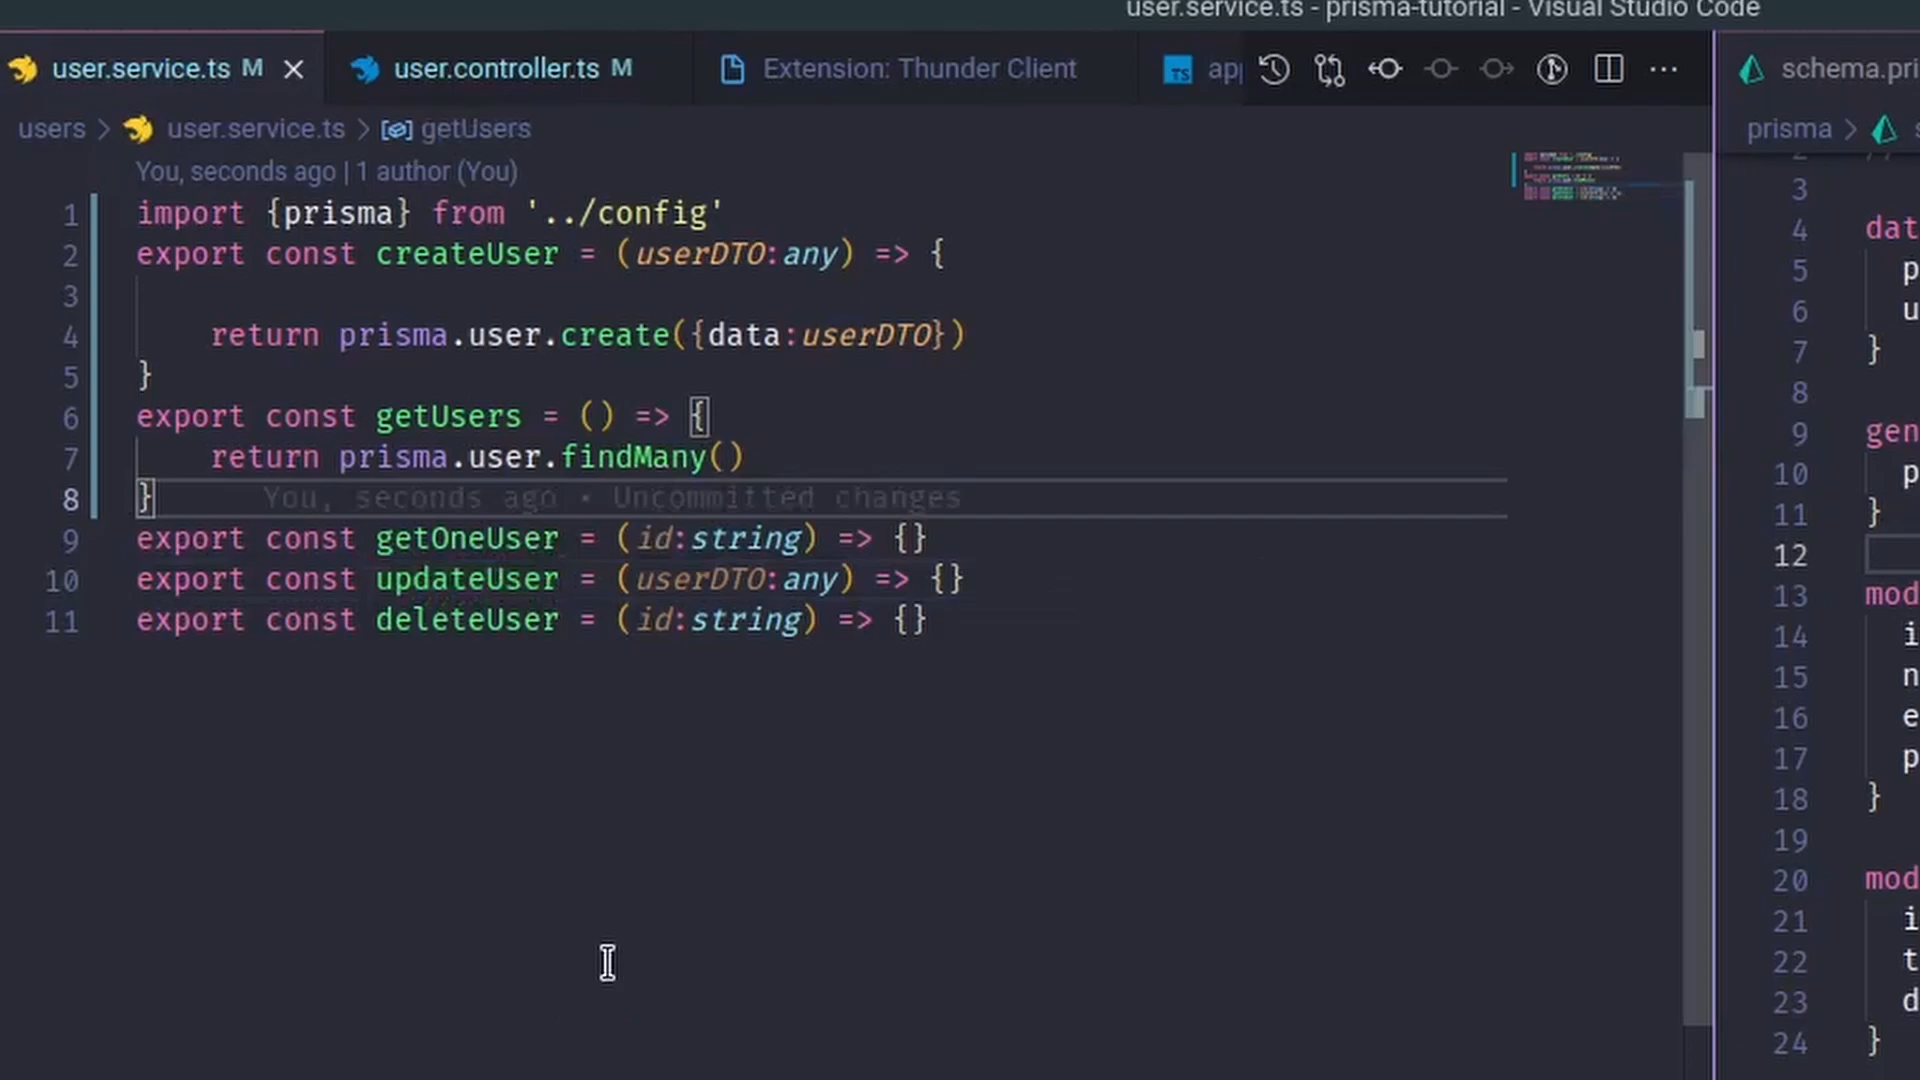 user.service.ts - prisma-tutorial - Visual Studio Code
user.service.ts M
user.controller.ts M
Extension: Thunder Client
TS
schema.pri
users > user.service.ts > getUsers
prisma >
You, seconds ago | 1 author (You)
1 import {prisma} from '../config'
2 export const createUser = (userDTO:any) => {
3
4 return prisma.user.create({data:userDTO})
5 }
6 export const getUsers = () => {
7 return prisma.user.findMany()
8 } You, seconds ago • Uncommitted changes
9 export const getOneUser = (id:string) => {}
10 export const updateUser = (userDTO:any) => {}
11 export const deleteUser = (id:string) => {}
3
4 dat
5 p
6 u
7 }
8
9 gen
10 p
11 }
12
13 mod
14 i
15 n
16 e
17 p
18 }
19
20 mod
21 i
22 t
23 d
24 }